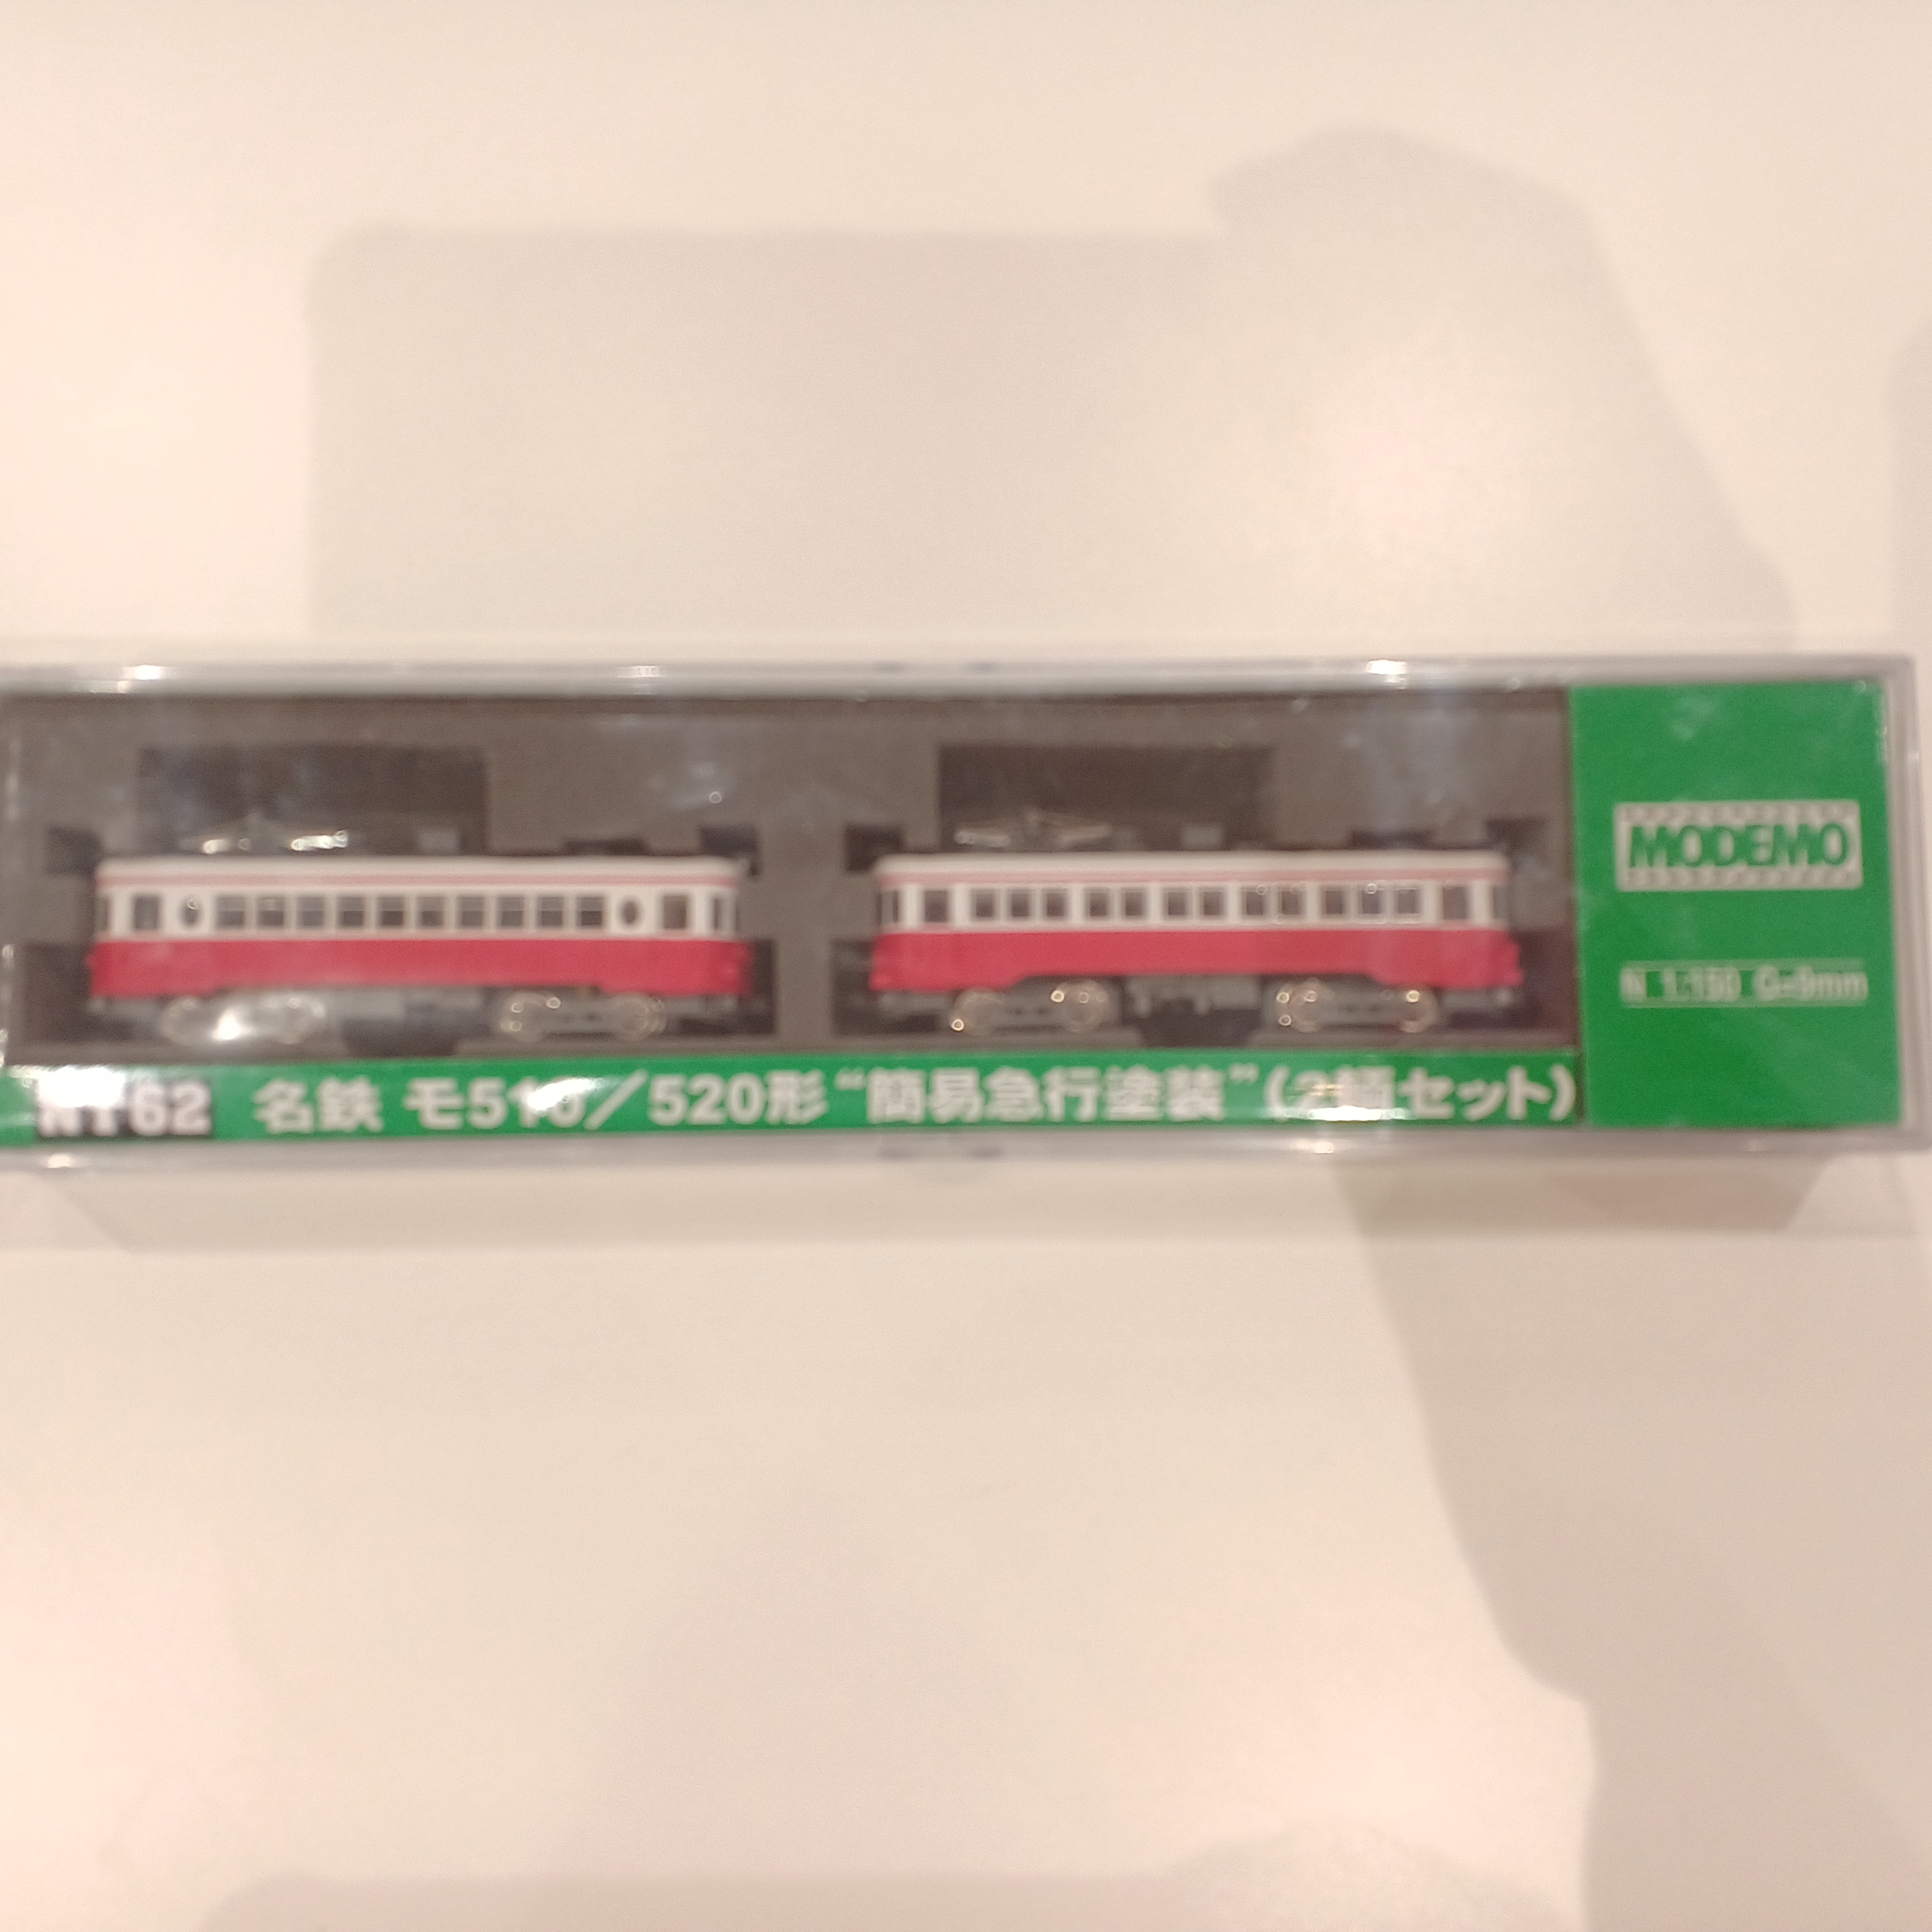 MODEMO
N 1:150 G=9mm
NT62 名鉄 モ510／520形 “簡易急行塗装”（2輌セット）